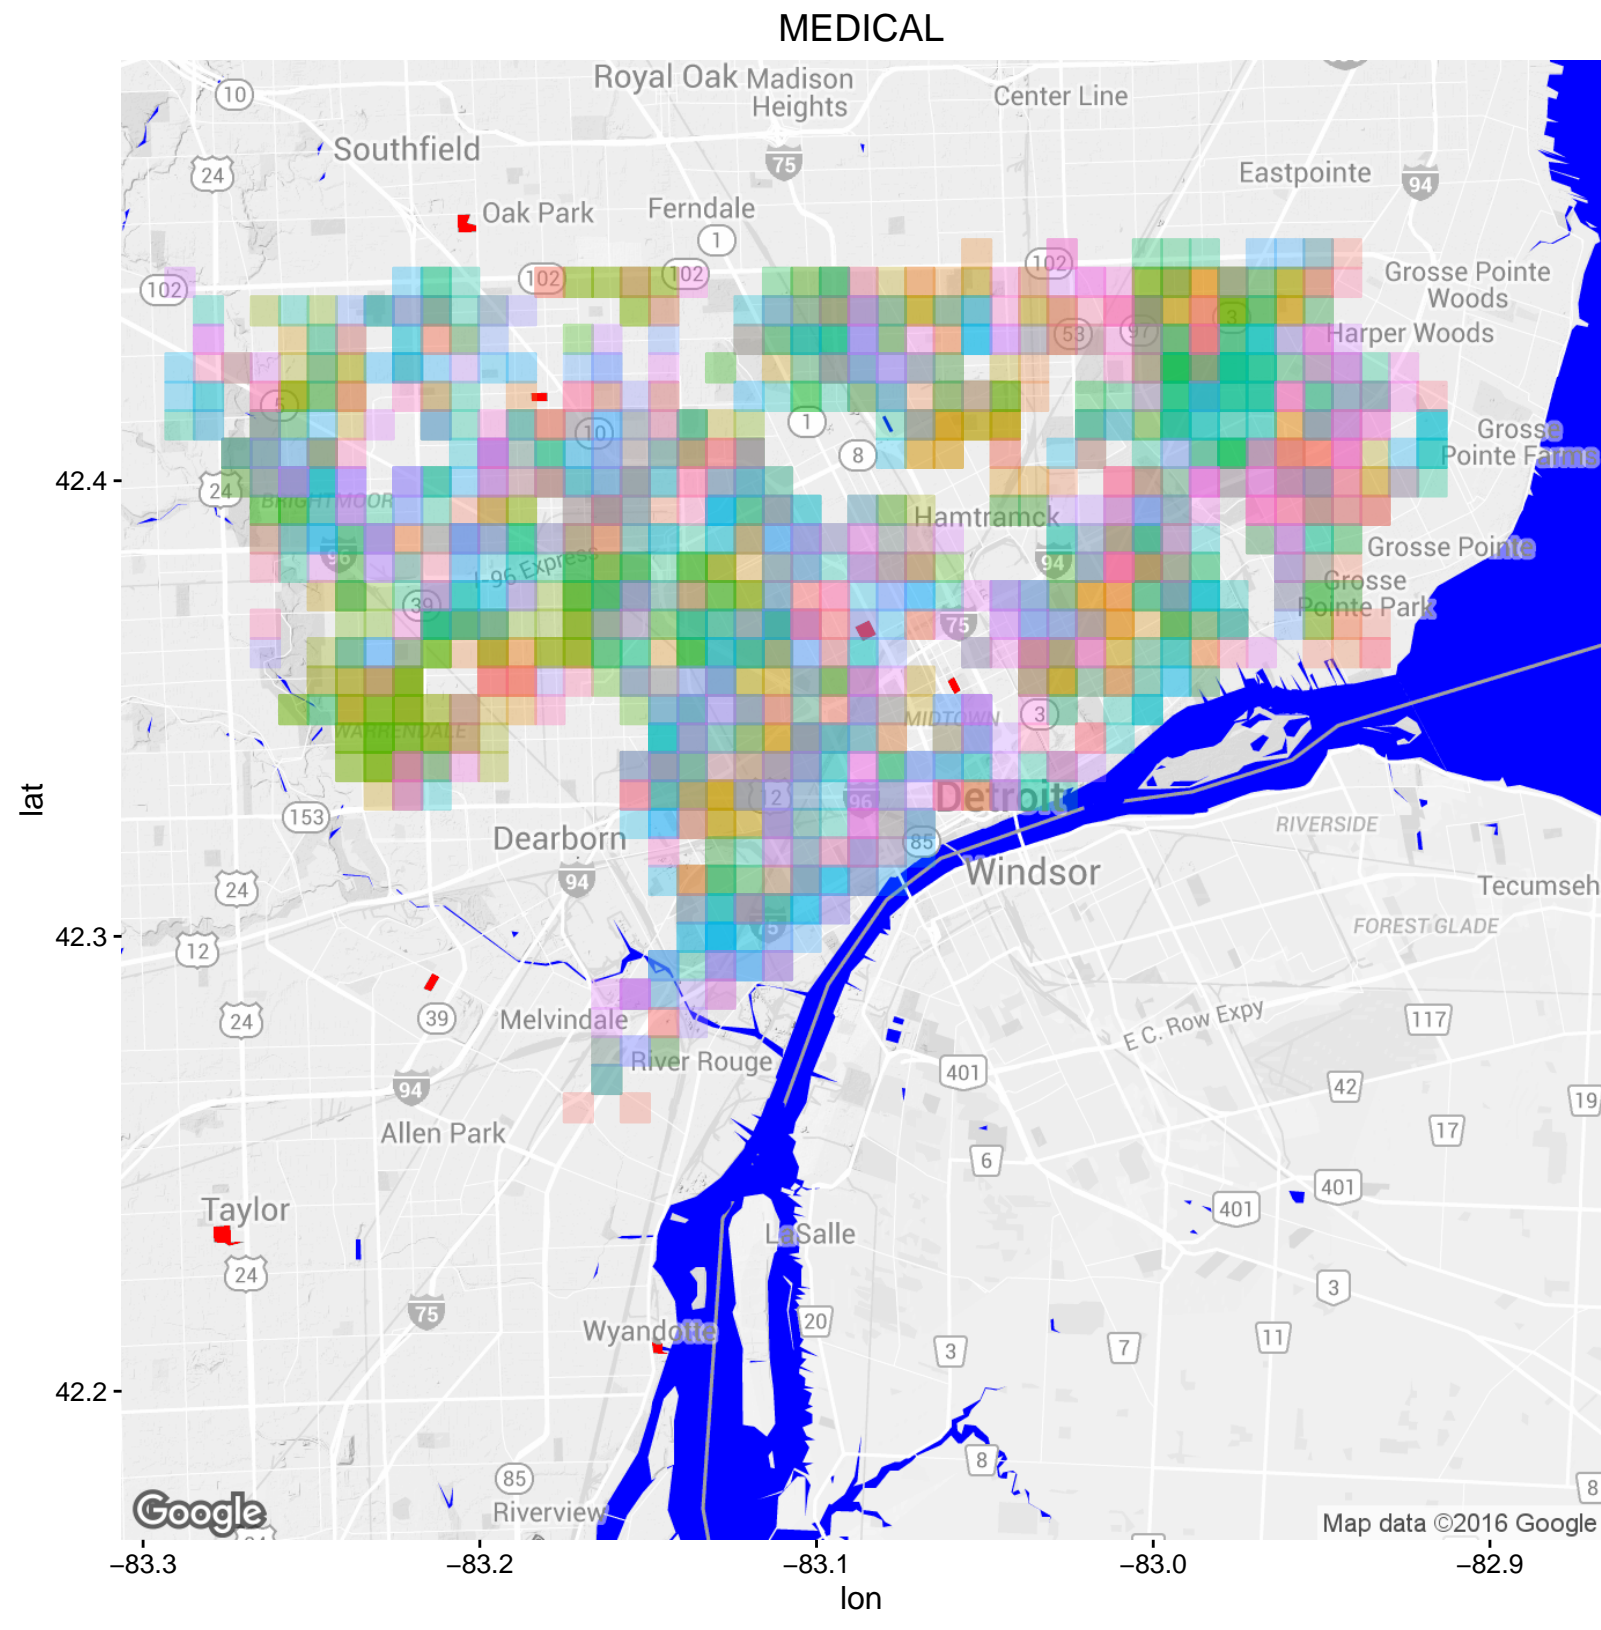 MEDICAL
Royal Oak
Madison
Heights
Center Line
10
Southfield
75
24
Eastpointe
94
Oak Park
Ferndale
1
102
102
102
102
Grosse Pointe
Woods
3
53
97
Harper Woods
5
10
1
8
Grosse
Pointe Farms
42.4
24
BRIGHTMOOR
Hamtramck
96
I-96 Express
94
Grosse Pointe
Grosse
Pointe Park
39
75
WARRENDALE
MIDTOWN
3
12
96
Detroit
lat
153
Dearborn
85
RIVERSIDE
94
24
Windsor
Tecumseh
42.3
12
75
FOREST GLADE
39
24
Melvindale
E C. Row Expy
117
River Rouge
401
94
42
19
Allen Park
17
6
Taylor
401
401
LaSalle
24
3
75
Wyandotte
20
3
7
11
42.2
85
8
8
Riverview
Google
24
Map data ©2016 Google
−83.3
−83.2
−83.1
−83.0
−82.9
lon